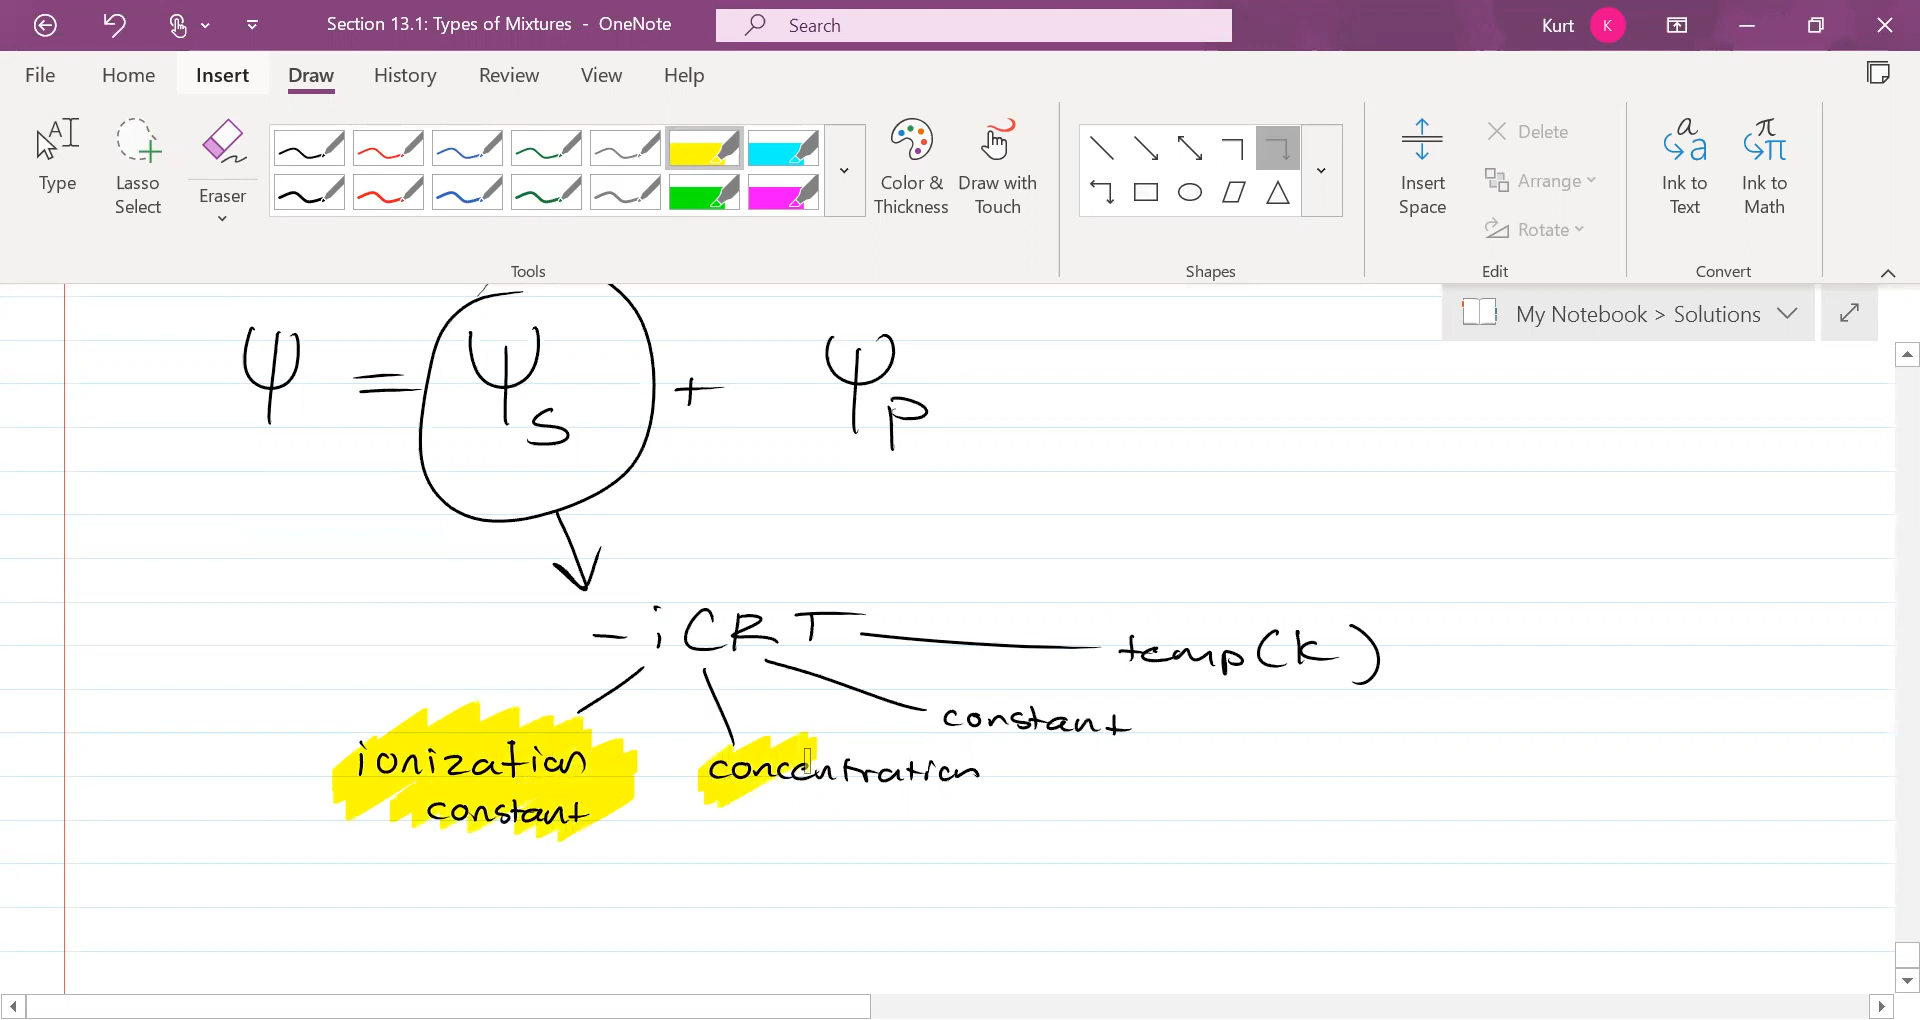 Section 13.1: Types of Mixtures - OneNote
Search
Kurt
K
File
Home
Insert
Draw
History
Review
View
Help
Type
Lasso Select
Eraser
Color & Thickness
Draw with Touch
Insert Space
Delete
Arrange
Rotate
Ink to Text
Ink to Math
Tools
Shapes
Edit
Convert
My Notebook > Solutions
Ψ = Ψs + Ψp
-iCRT
temp(K)
constant
ionization
constant
concentration